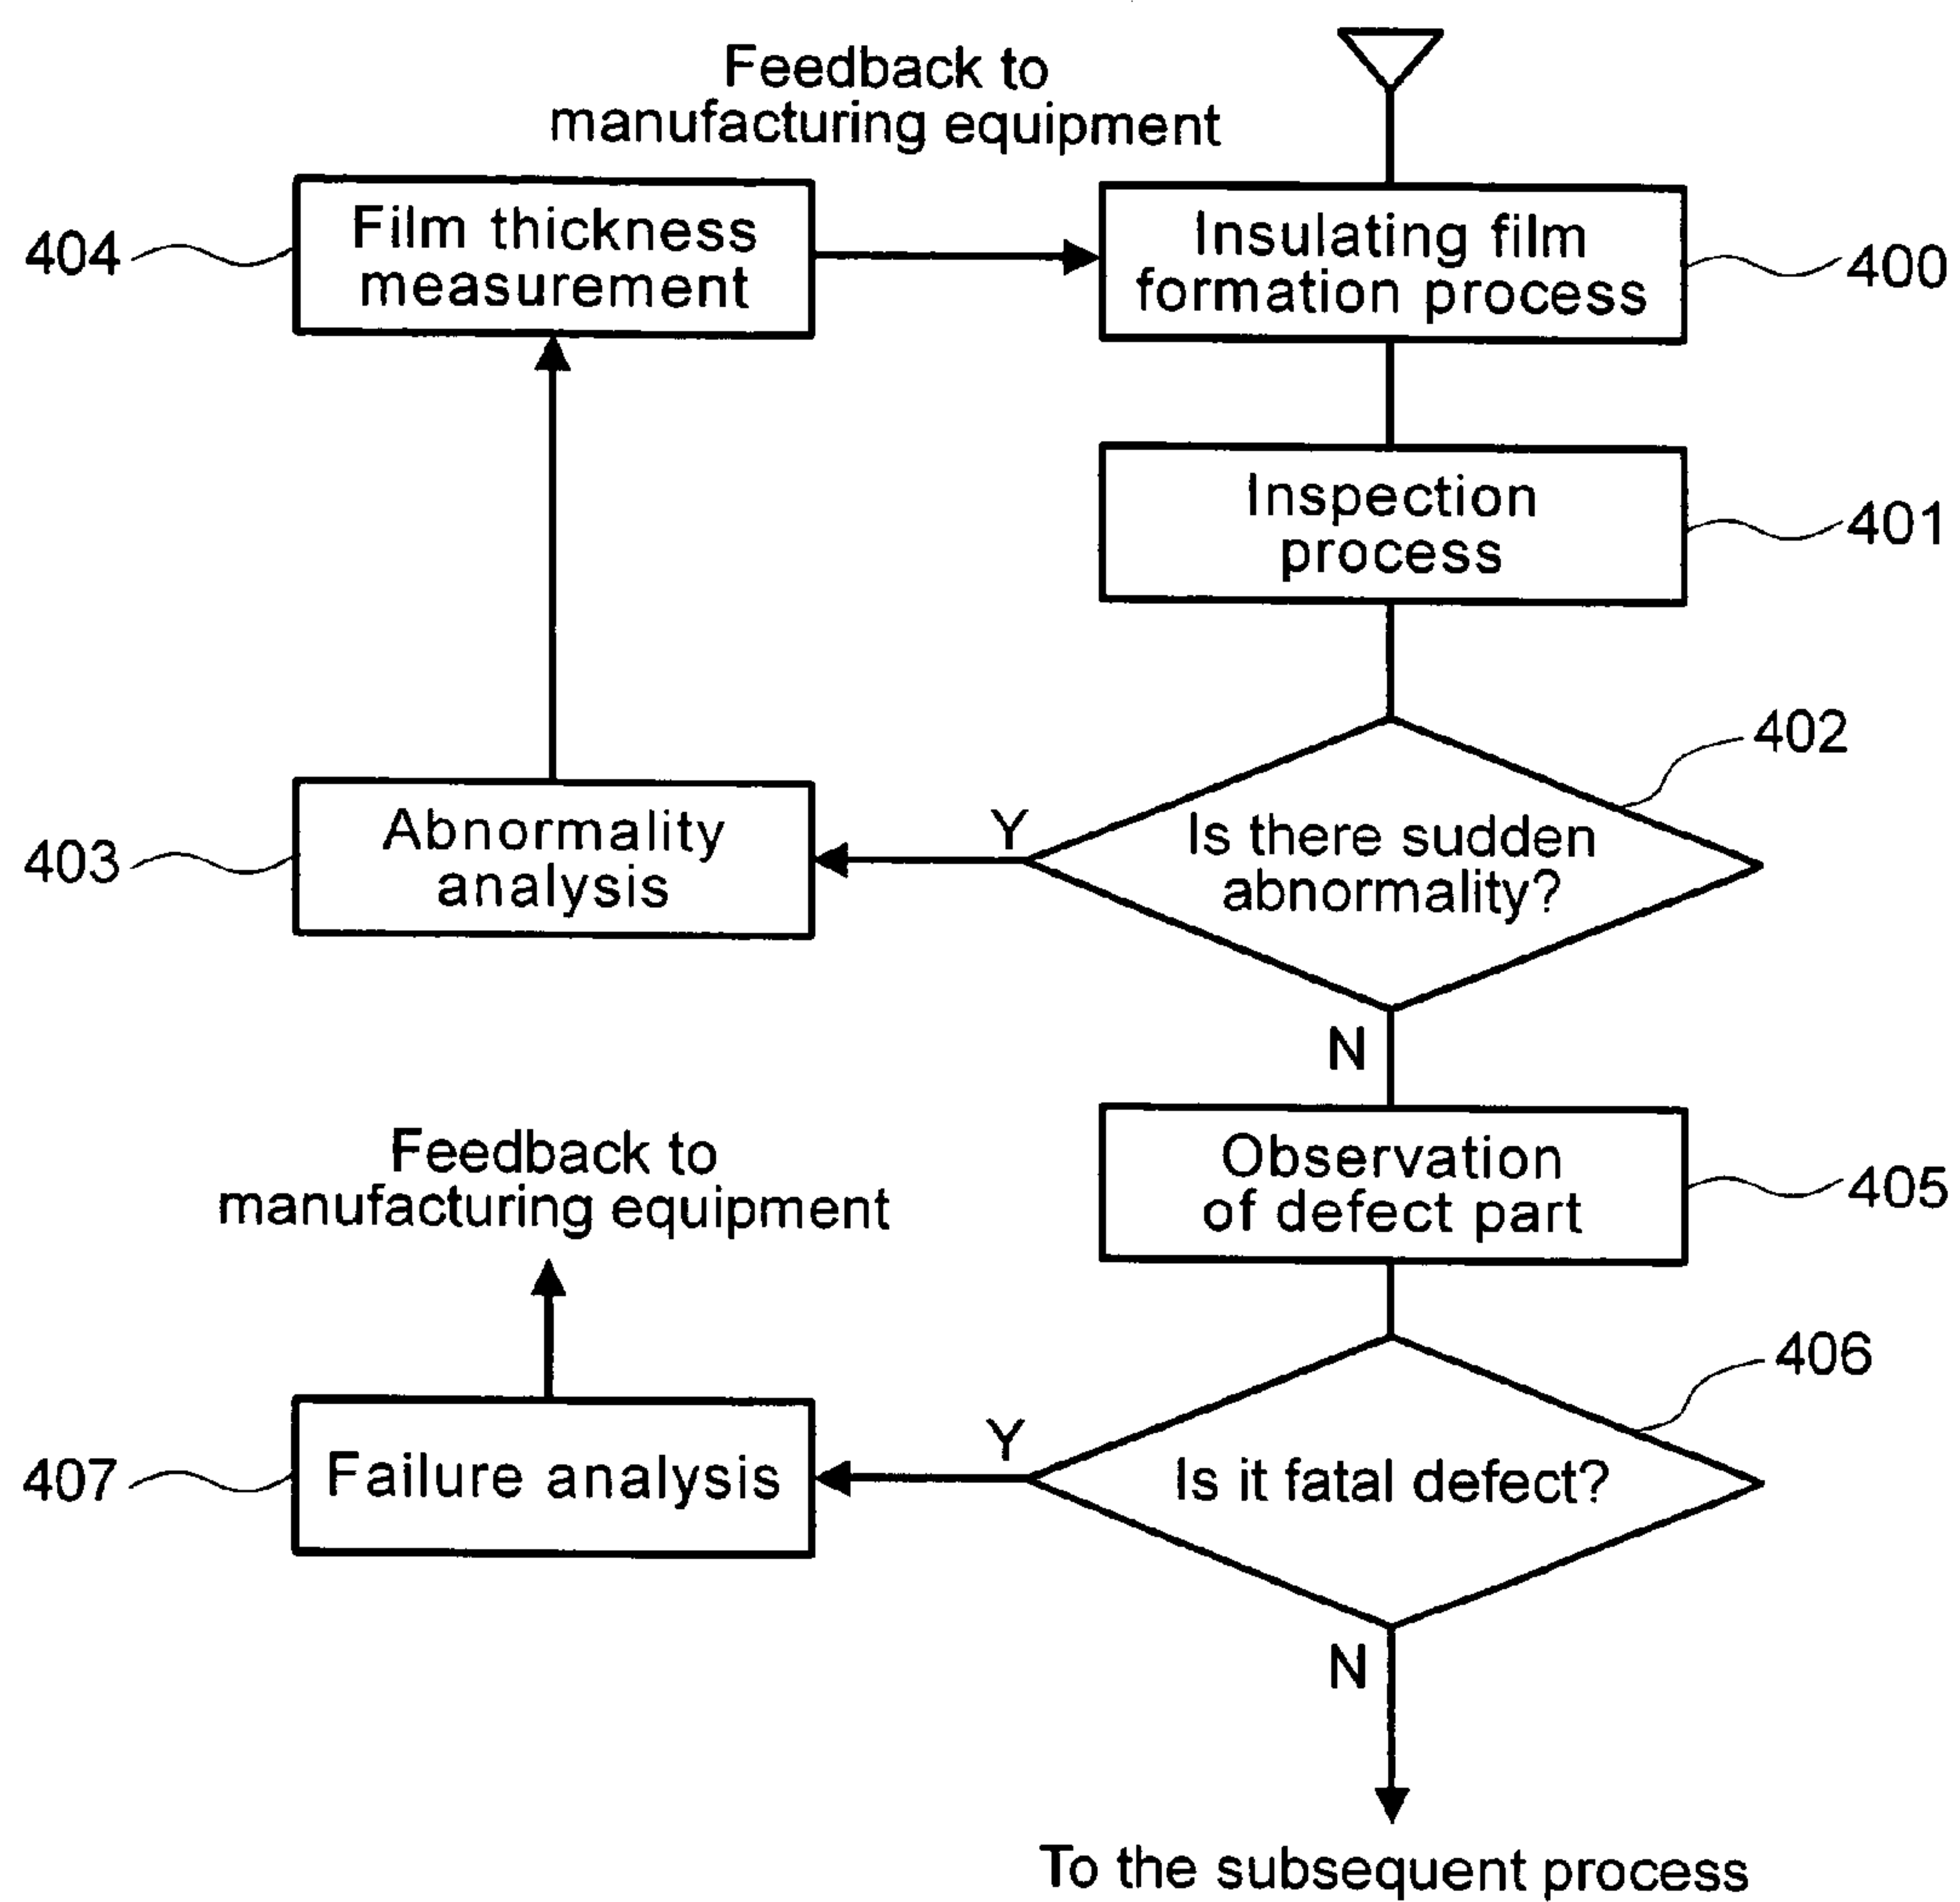 Feedback to
manufacturing equipment
404
Film thickness
measurement
Insulating film
formation process
400
Inspection
process
401
402
403
Abnormality
analysis
Y
Is there sudden
abnormality?
N
Feedback to
manufacturing equipment
Observation
of defect part
405
406
407
Failure analysis
Y
Is it fatal defect?
N
To the subsequent process